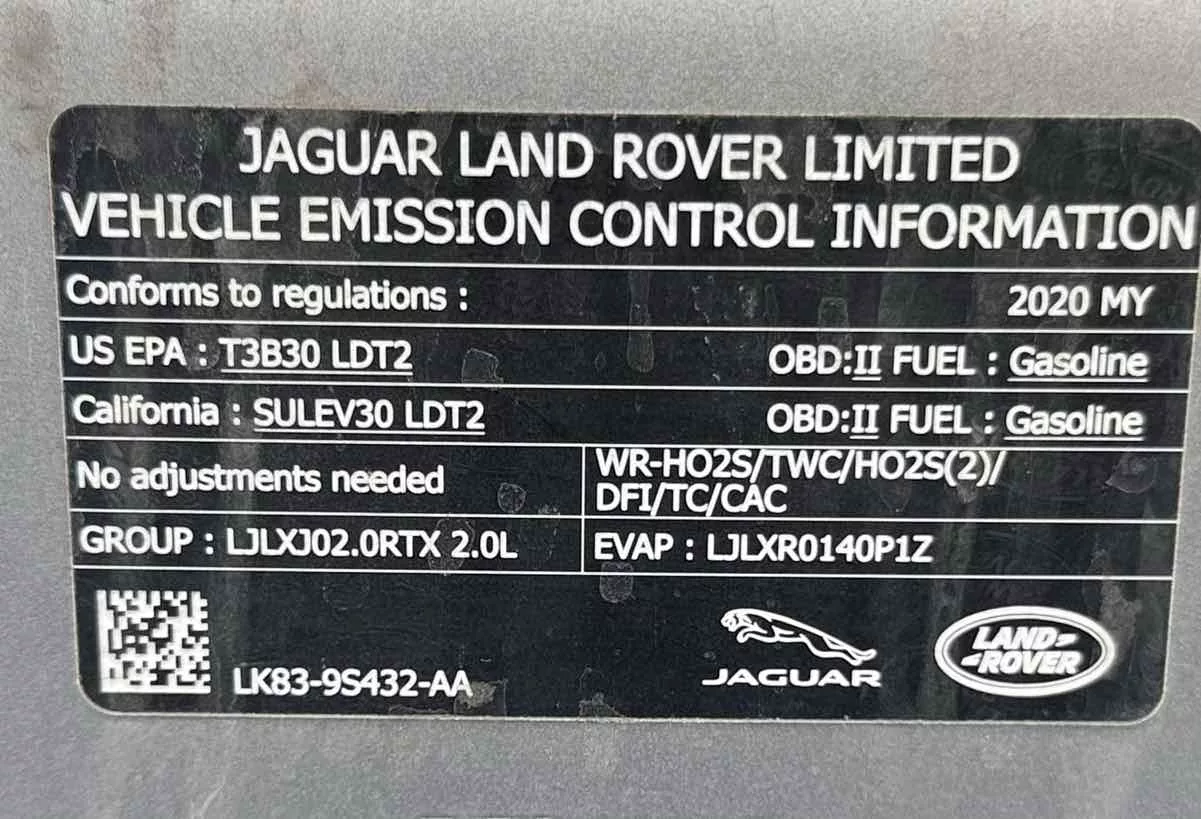 JAGUAR LAND ROVER LIMITED
VEHICLE EMISSION CONTROL INFORMATION
Conforms to regulations : 2020 MY
US EPA : T3B30 LDT2 OBD:II FUEL : Gasoline
California : SULEV30 LDT2 OBD:II FUEL : Gasoline
No adjustments needed
WR-HO2S/TWC/HO2S(2)/
DFI/TC/CAC
GROUP : LJLXJ02.0RTX 2.0L EVAP : LJLXR0140P1Z
LK83-9S432-AA
JAGUAR
LAND-
-ROVER